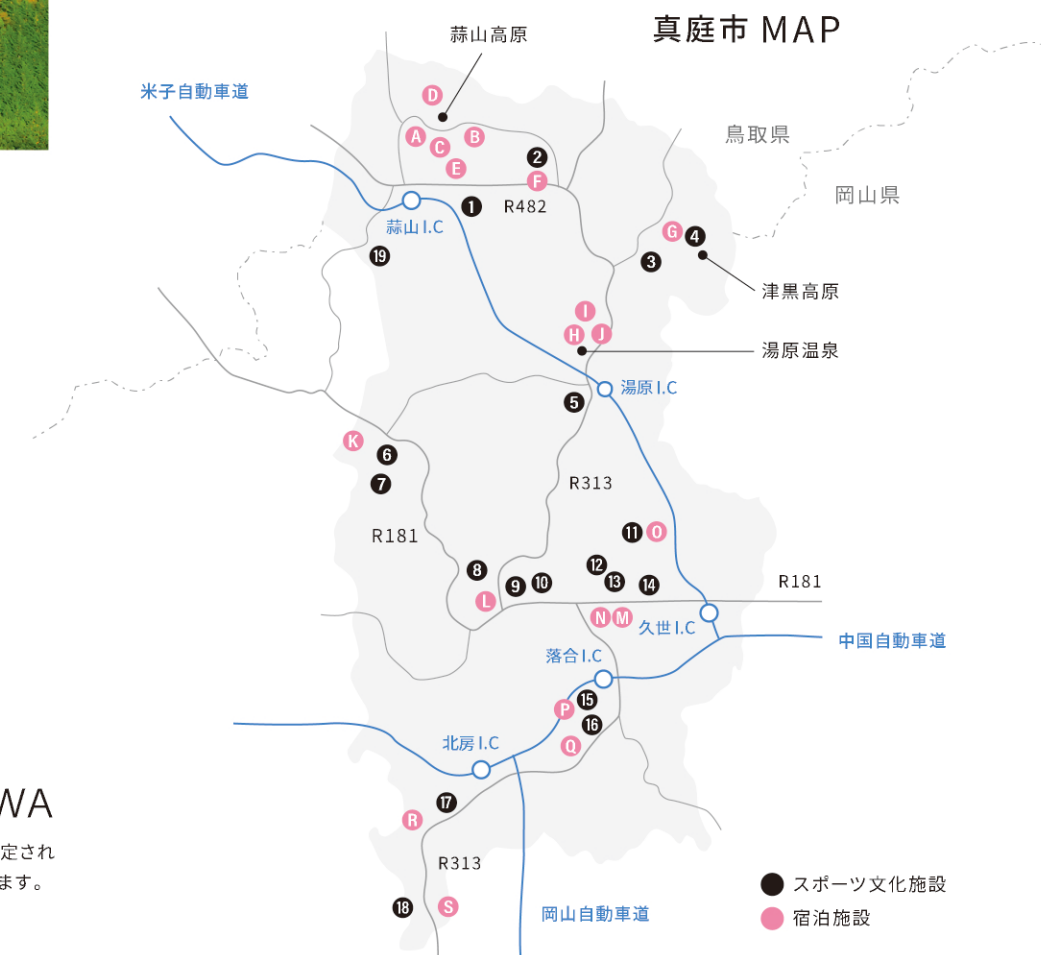 真庭市 MAP
蒜山高原
米子自動車道
D
鳥取県
A
B
C
2
E
F
岡山県
1
R482
蒜山 I.C
G
4
19
3
津黒高原
I
H
J
湯原温泉
湯原 I.C
5
K
6
7
R313
R181
11
O
12
8
9
10
13
14
R181
L
N
M
久世 I.C
中国自動車道
落合 I.C
15
P
16
北房 I.C
Q
17
R
WA
定され
ます。
R313
18
S
岡山自動車道
スポーツ文化施設
宿泊施設